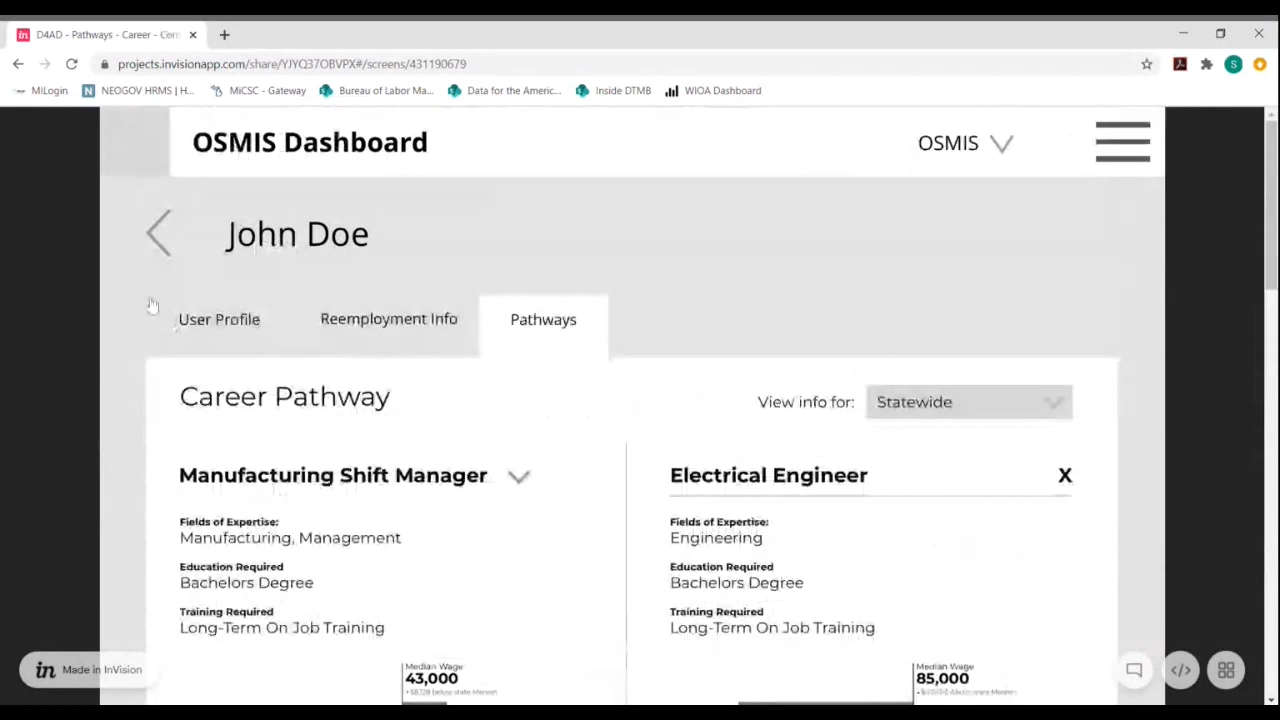 D4AD - Pathways - Career - Com
projects.invisionapp.com/share/YJYQ37OBVPX#/screens/431190679
MILogin NEOGOV HRMS | H... MiCSC - Gateway Bureau of Labor Ma... Data for the Americ... Inside DTMB WIOA Dashboard
OSMIS Dashboard OSMIS
John Doe
User Profile Reemployment Info Pathways
Career Pathway View info for: Statewide
Manufacturing Shift Manager
Fields of Expertise:
Manufacturing, Management
Education Required
Bachelors Degree
Training Required
Long-Term On Job Training
Median Wage
43,000
Electrical Engineer X
Fields of Expertise:
Engineering
Education Required
Bachelors Degree
Training Required
Long-Term On Job Training
Median Wage
85,000
in Made in InVision